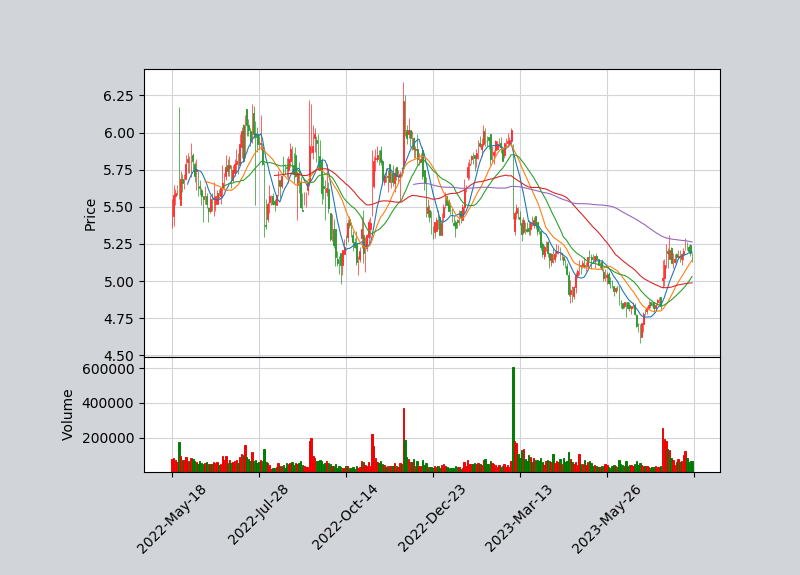 Price
6.25
6.00
5.75
5.50
5.25
5.00
4.75
4.50
Volume
600000
400000
200000
2022-May-18
2022-Jul-28
2022-Oct-14
2022-Dec-23
2023-Mar-13
2023-May-26